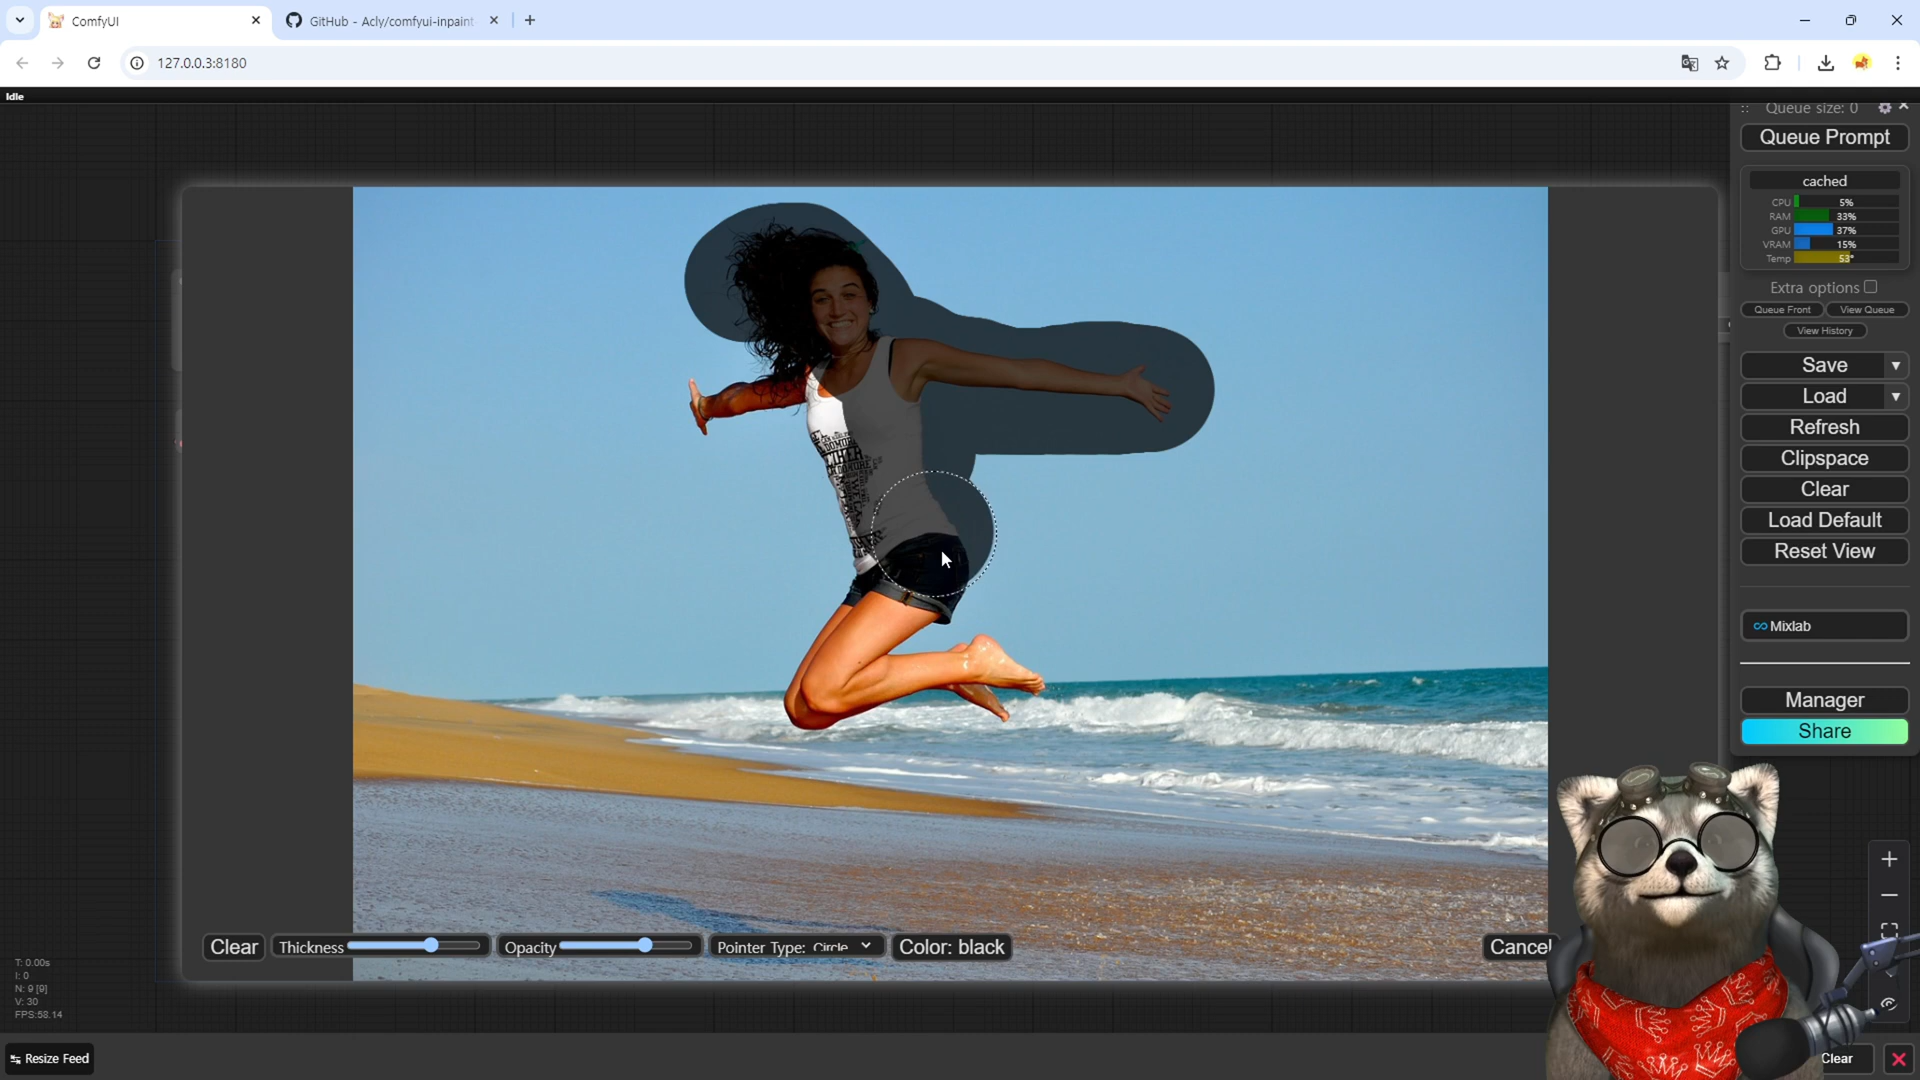 ComfyUI
GitHub - Acly/comfyui-inpaint
127.0.0.3:8180
Idle
Queue size: 0
Queue Prompt
cached
CPU 5%
RAM 33%
GPU 37%
VRAM 15%
Temp 53°
Extra options
Queue Front
View Queue
View History
Save
Load
Refresh
Clipspace
Clear
Load Default
Reset View
Mixlab
Manager
Share
Clear
Thickness
Opacity
Pointer Type: Circle
Color: black
Cancel
T: 0.00s
I: 0
N: 9 [9]
V: 30
FPS:58.14
Resize Feed
Clear